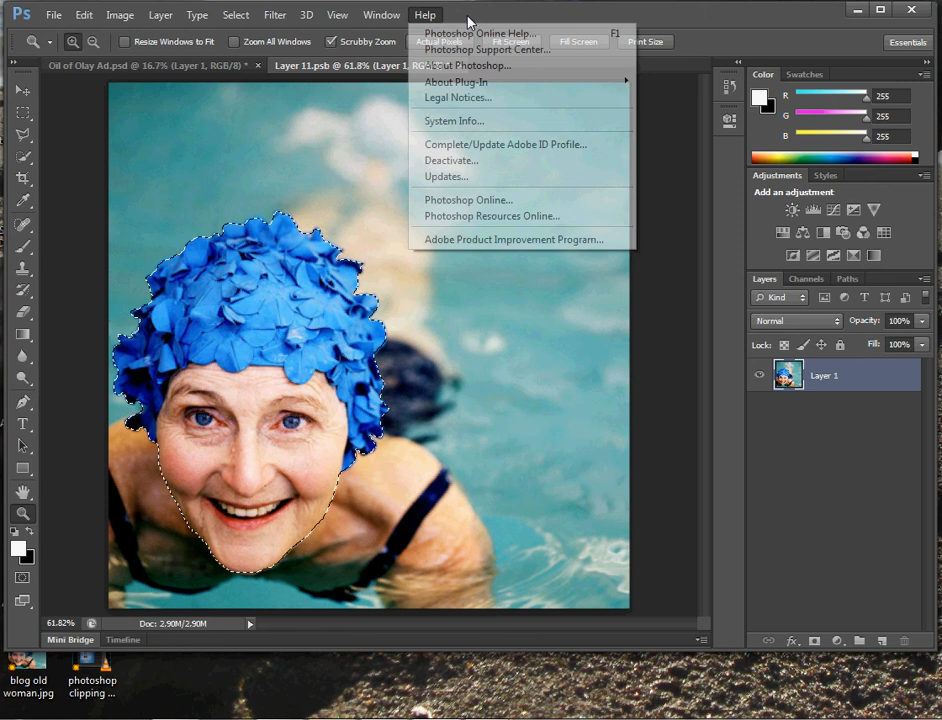 Ps File Edit Image Layer Type Select Filter 3D View Window Help
Resize Windows to Fit Zoom All Windows Scrubby Zoom Actual Pixels Fit Screen Fill Screen Print Size Essentials
Oil of Olay Ad.psd @ 16.7% (Layer 1, RGB/8) * × Layer 11.psb @ 61.8% (Layer 1, RG
Photoshop Online Help... F1
Photoshop Support Center...
About Photoshop...
About Plug-In
Legal Notices...
System Info...
Complete/Update Adobe ID Profile...
Deactivate...
Updates...
Photoshop Online...
Photoshop Resources Online...
Adobe Product Improvement Program...
Color Swatches
R 255
G 255
B 255
Adjustments Styles
Add an adjustment
Layers Channels Paths
Kind
Normal Opacity: 100%
Lock: Fill: 100%
Layer 1
61.82% Doc: 2.90M/2.90M
Mini Bridge Timeline
blog old
woman.jpg
photoshop
clipping ...